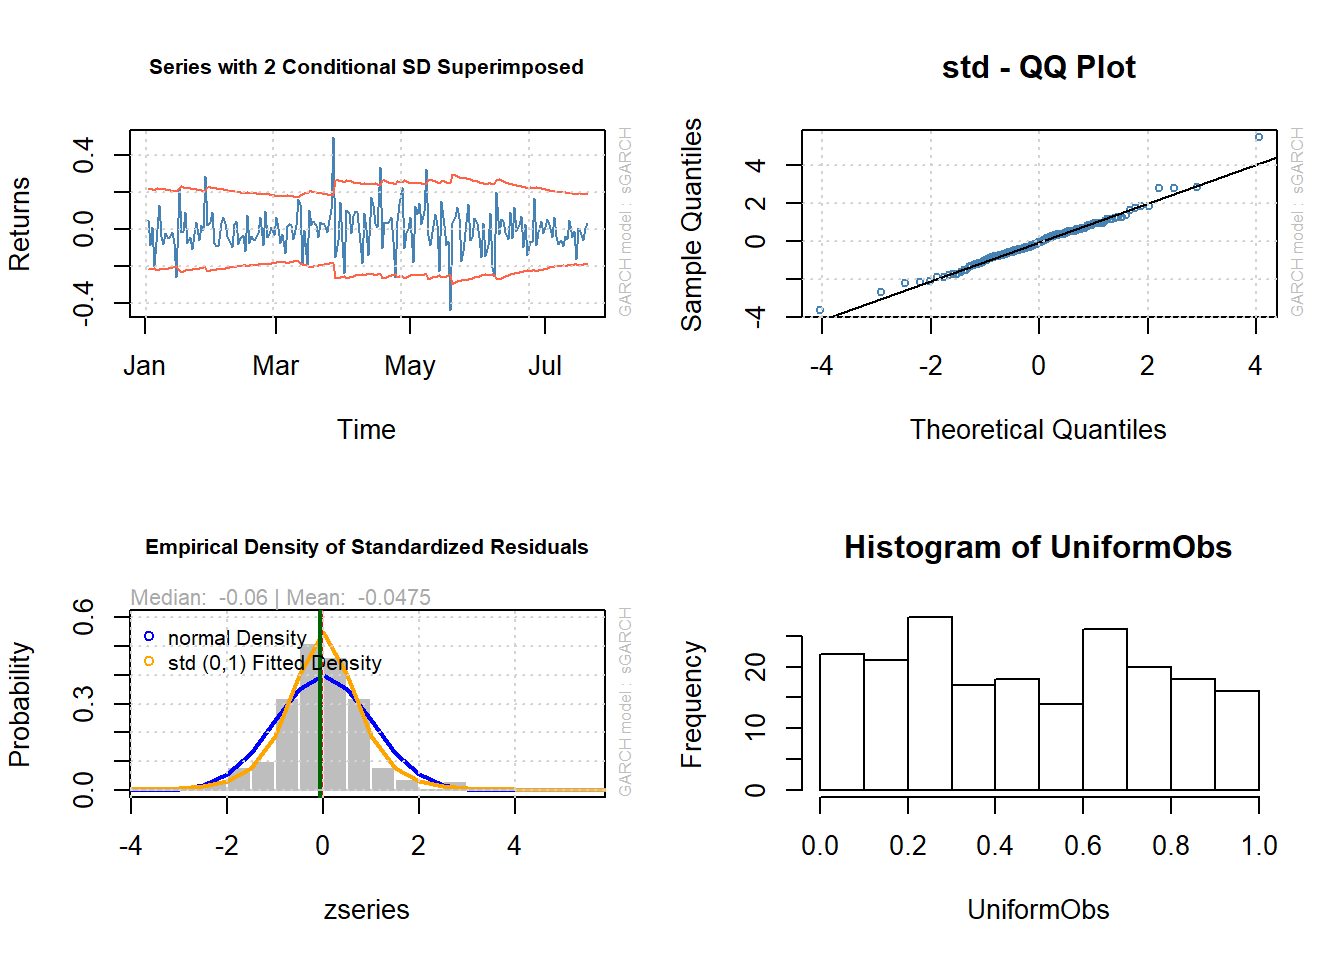 Series with 2 Conditional SD Superimposed
Returns
0.4
0.0
-0.4
Jan
Mar
May
Jul
Time
GARCH model : sGARCH
std - QQ Plot
Sample Quantiles
4
2
0
-4
-4
-2
0
2
4
Theoretical Quantiles
GARCH model : sGARCH
Empirical Density of Standardized Residuals
Median: -0.06 | Mean: -0.0475
normal Density
std (0,1) Fitted Density
Probability
0.6
0.3
0.0
-4
-2
0
2
4
zseries
GARCH model : sGARCH
Histogram of UniformObs
Frequency
20
10
0
0.0
0.2
0.4
0.6
0.8
1.0
UniformObs